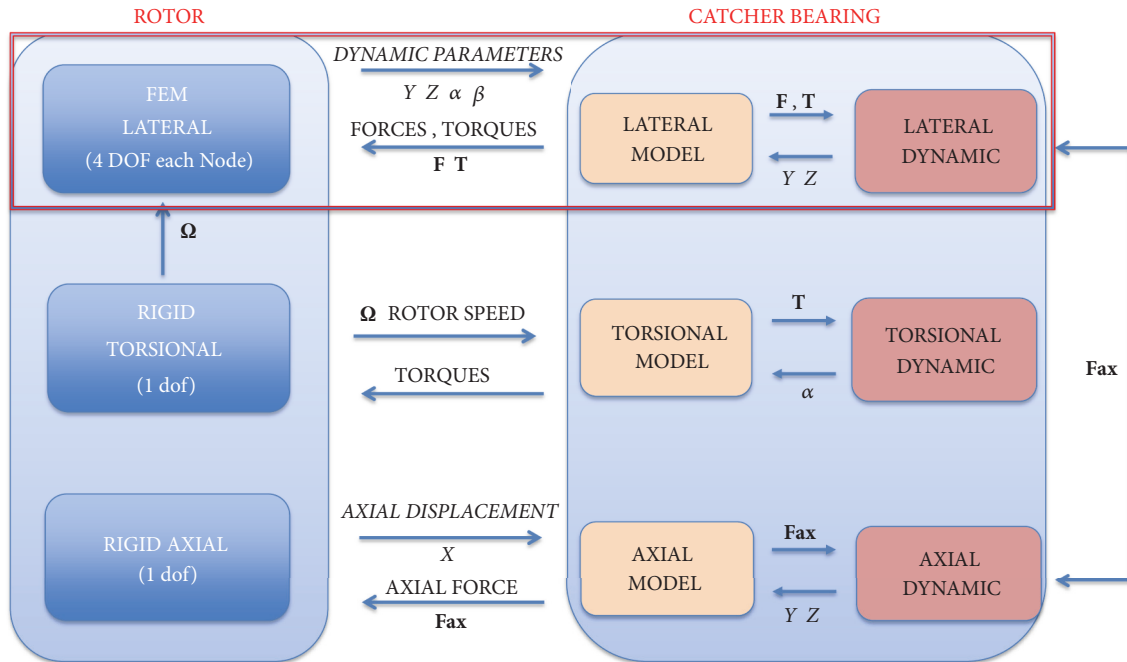 ROTOR
CATCHER BEARING
FEM
LATERAL
(4 DOF each Node)
DYNAMIC PARAMETERS
Y Z α β
FORCES , TORQUES
F T
LATERAL
MODEL
F , T
Y Z
LATERAL
DYNAMIC
Ω
RIGID
TORSIONAL
(1 dof)
Ω ROTOR SPEED
TORQUES
TORSIONAL
MODEL
T
α
TORSIONAL
DYNAMIC
Fax
RIGID AXIAL
(1 dof)
AXIAL DISPLACEMENT
X
AXIAL FORCE
Fax
AXIAL
MODEL
Fax
Y Z
AXIAL
DYNAMIC